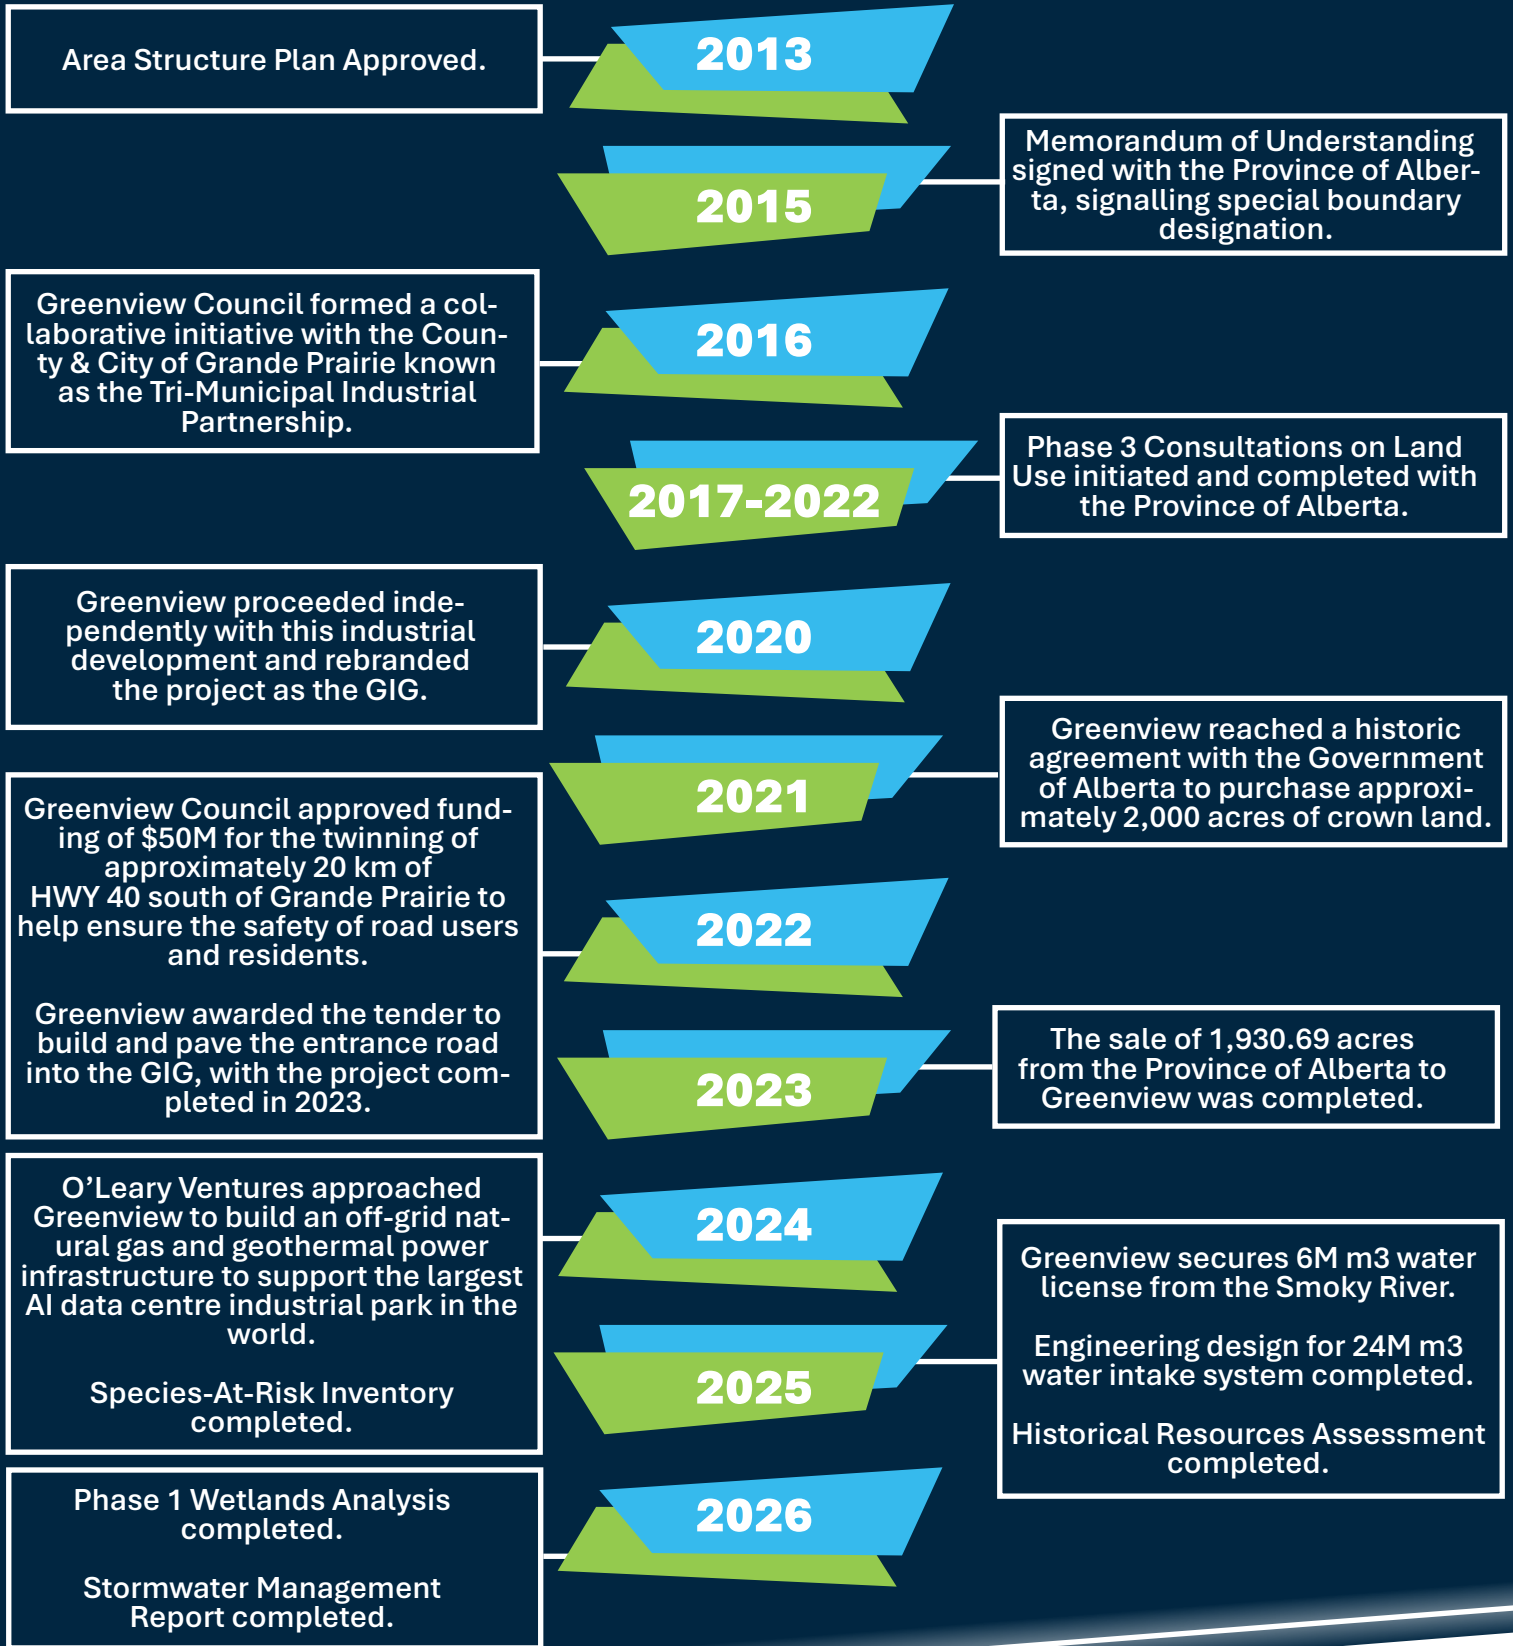 Area Structure Plan Approved.
2013
Memorandum of Understanding
signed with the Province of Alber-
ta, signalling special boundary
designation.
2015
Greenview Council formed a col-
laborative initiative with the Coun-
ty & City of Grande Prairie known
as the Tri-Municipal Industrial
Partnership.
2016
Phase 3 Consultations on Land
Use initiated and completed with
the Province of Alberta.
2017-2022
Greenview proceeded inde-
pendently with this industrial
development and rebranded
the project as the GIG.
2020
Greenview reached a historic
agreement with the Government
of Alberta to purchase approxi-
mately 2,000 acres of crown land.
2021
Greenview Council approved fund-
ing of $50M for the twinning of
approximately 20 km of
HWY 40 south of Grande Prairie to
help ensure the safety of road users
and residents.
Greenview awarded the tender to
build and pave the entrance road
into the GIG, with the project com-
pleted in 2023.
2022
The sale of 1,930.69 acres
from the Province of Alberta to
Greenview was completed.
2023
O’Leary Ventures approached
Greenview to build an off-grid nat-
ural gas and geothermal power
infrastructure to support the largest
AI data centre industrial park in the
world.
Species-At-Risk Inventory
completed.
2024
Greenview secures 6M m3 water
license from the Smoky River.
Engineering design for 24M m3
water intake system completed.
Historical Resources Assessment
completed.
2025
Phase 1 Wetlands Analysis
completed.
Stormwater Management
Report completed.
2026